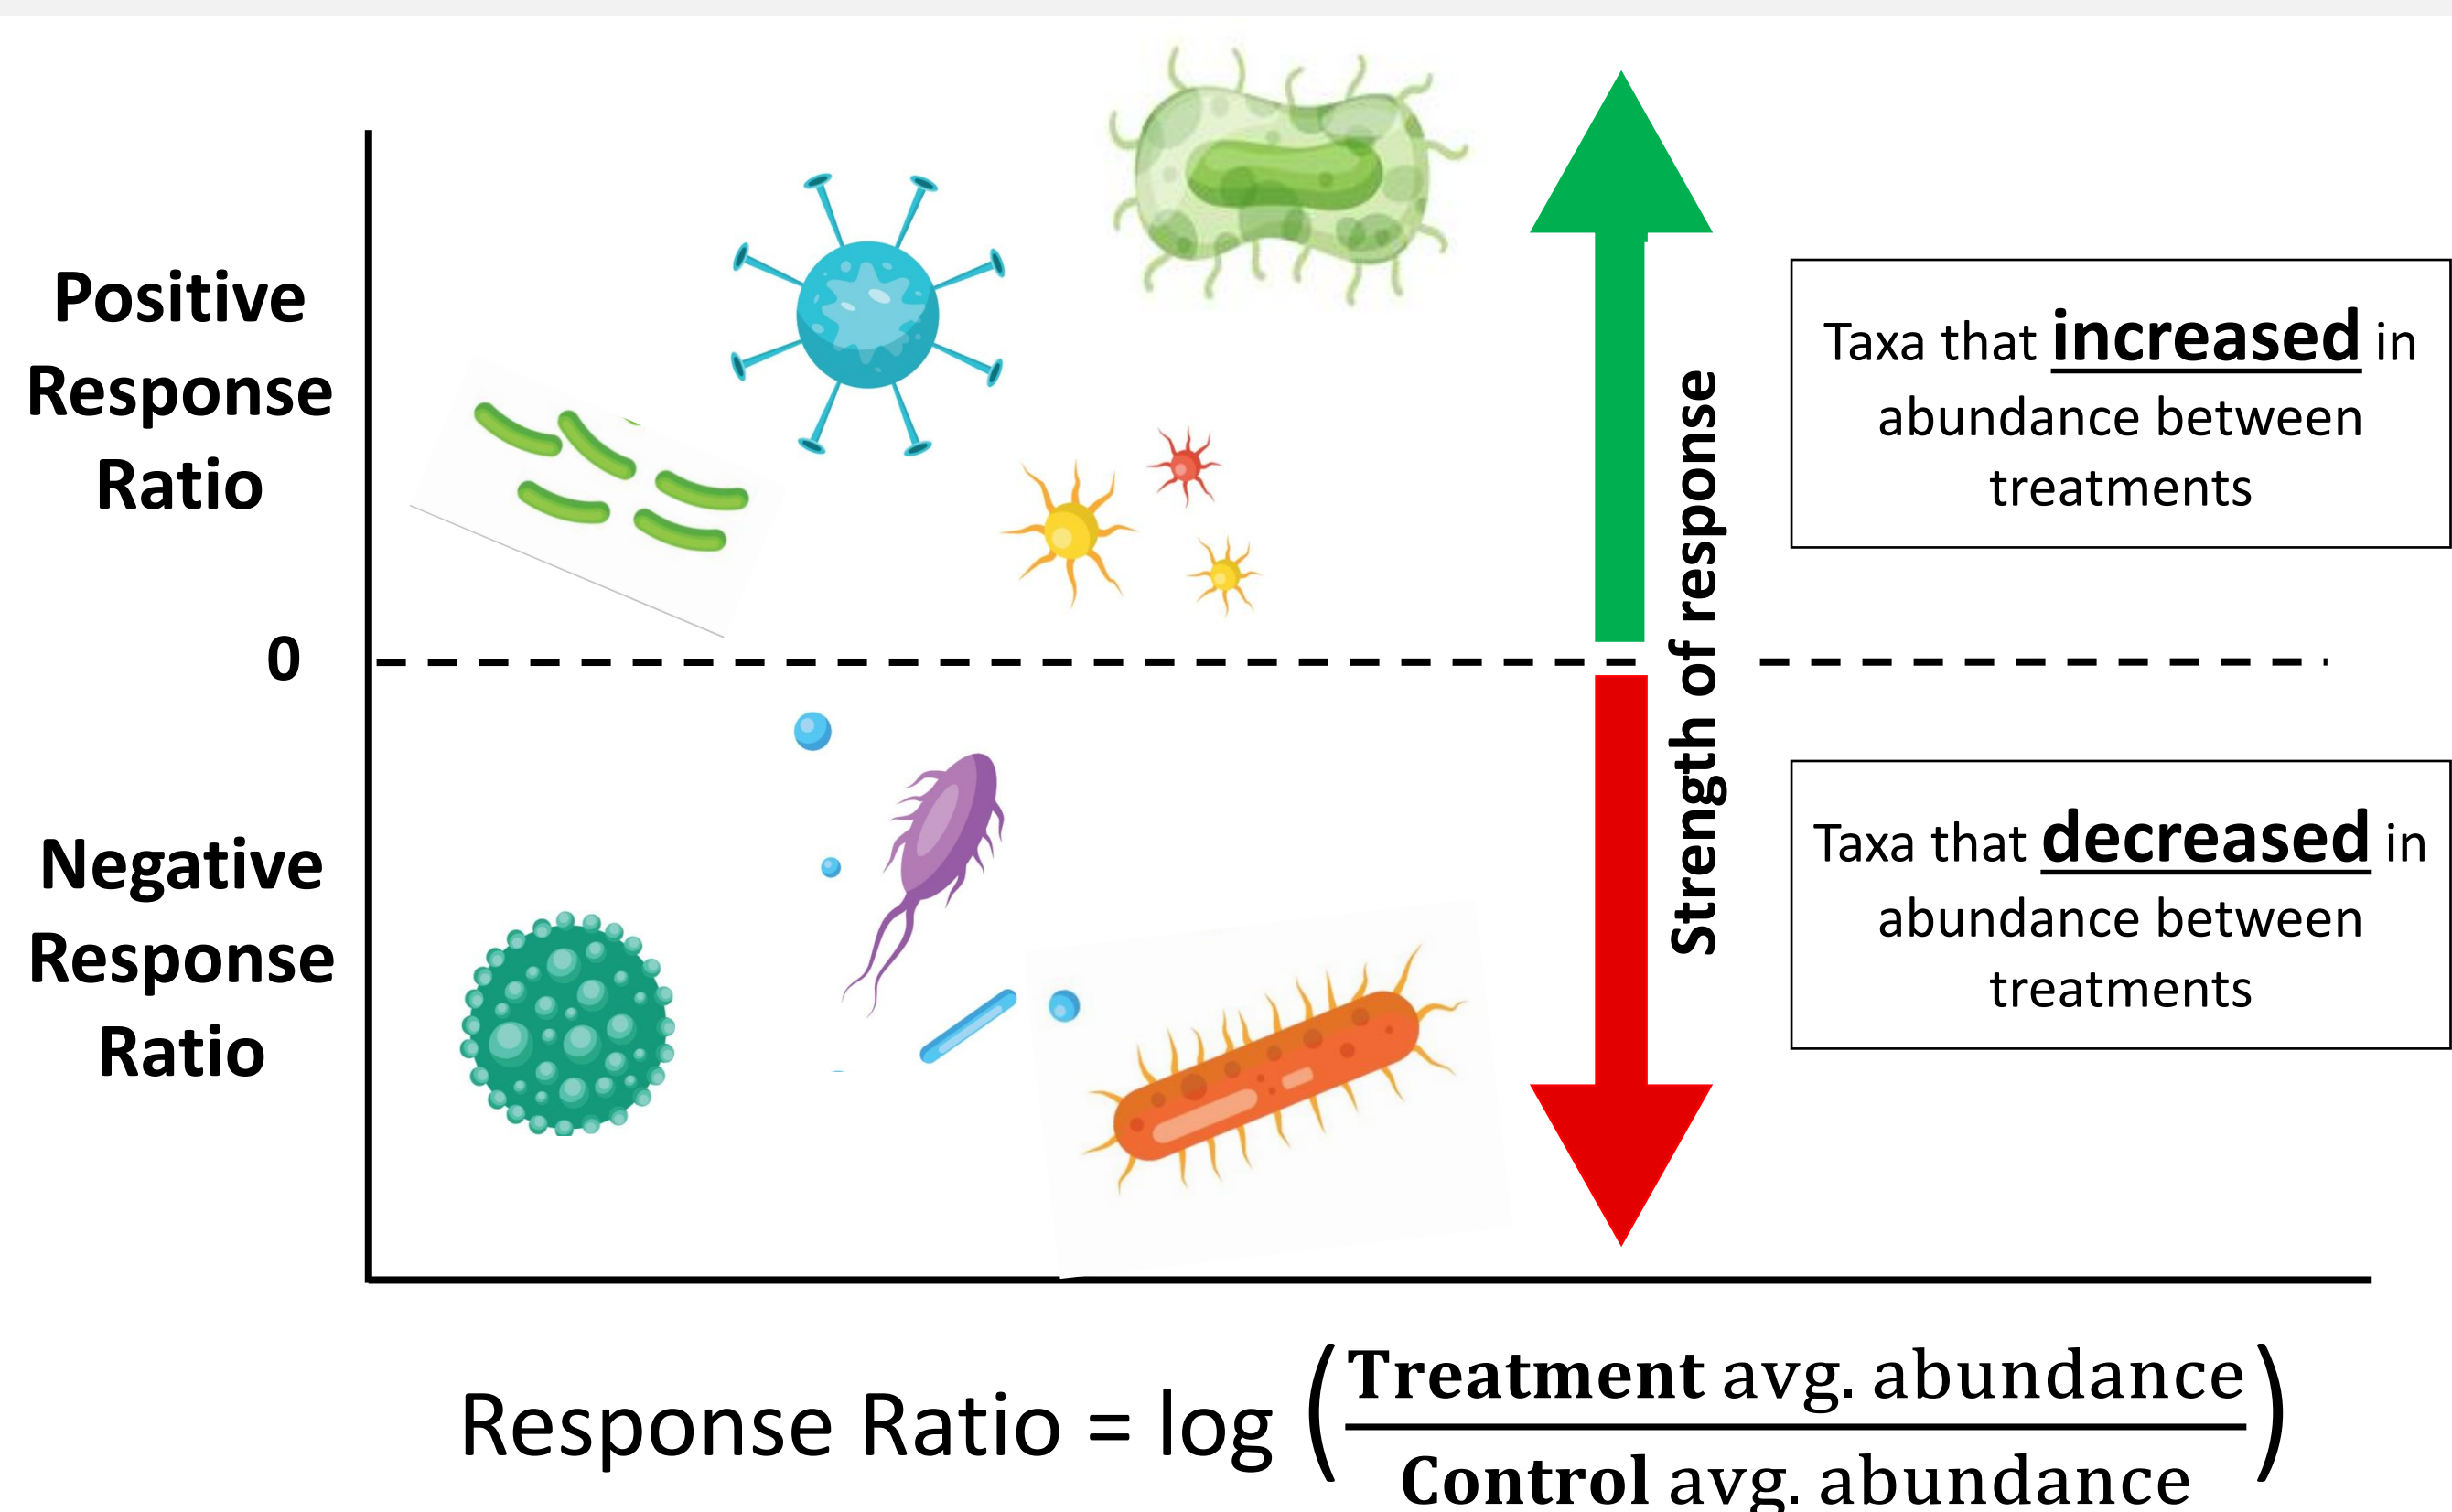 Positive
Response
Ratio
0
Negative
Response
Ratio
Strength of response
Taxa that increased in
abundance between
treatments
Taxa that decreased in
abundance between
treatments
Response Ratio = log (Treatment avg. abundance
Control avg. abundance)